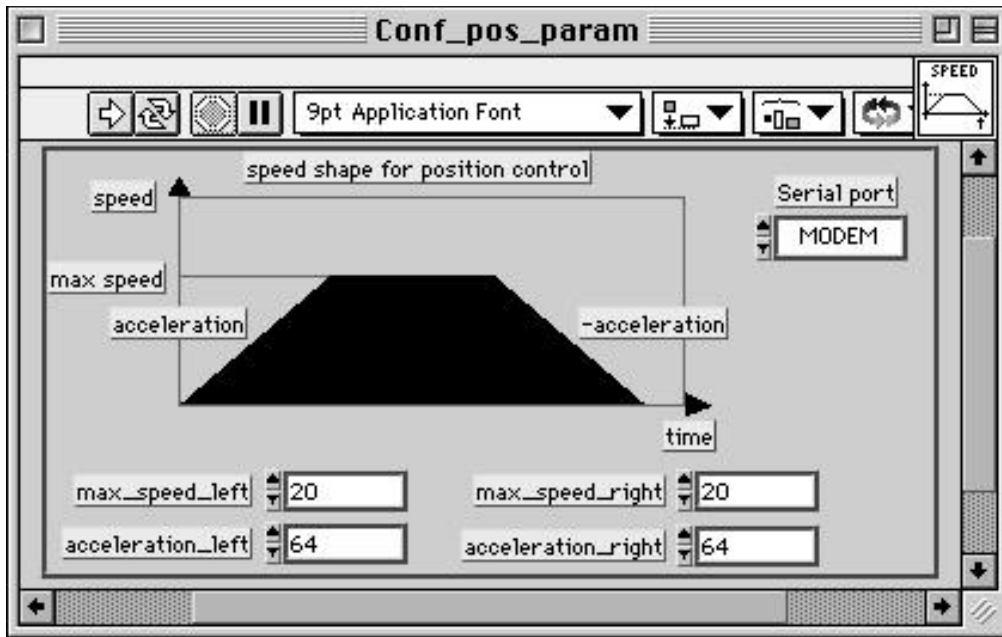 Conf_pos_param
SPEED
9pt Application Font
t
speed shape for position control
speed
Serial port
MODEM
max speed
acceleration
-acceleration
time
max_speed_left 20
max_speed_right 20
acceleration_left 64
acceleration_right 64